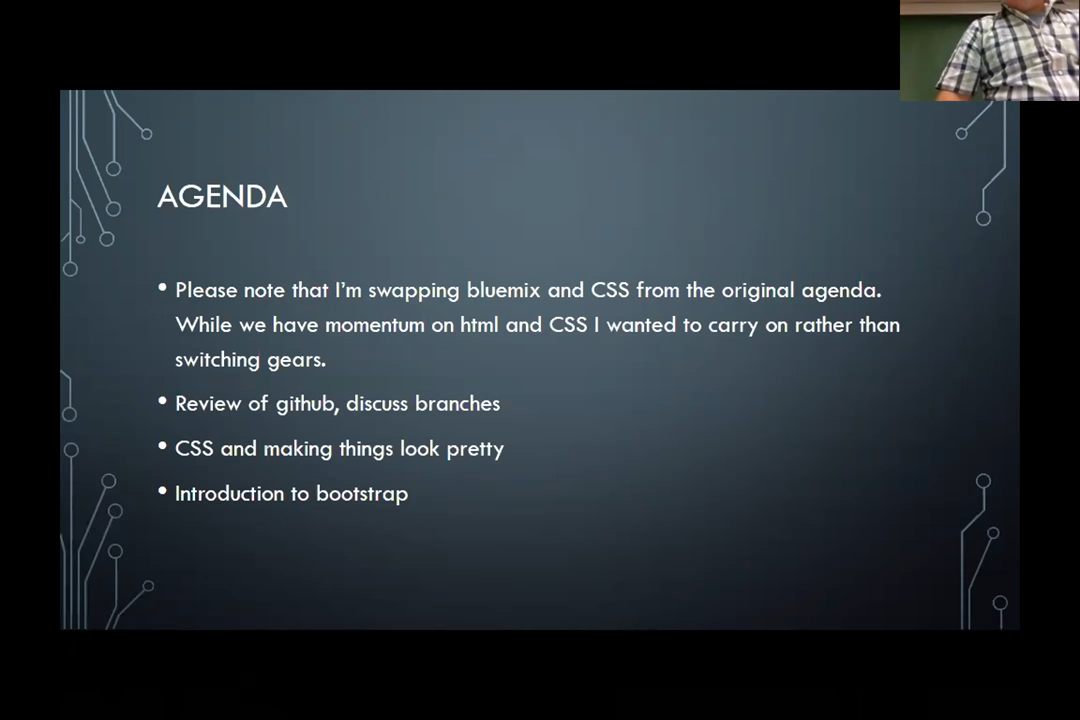 AGENDA
• Please note that I'm swapping bluemix and CSS from the original agenda.
While we have momentum on html and CSS I wanted to carry on rather than
switching gears.
• Review of github, discuss branches
• CSS and making things look pretty
• Introduction to bootstrap